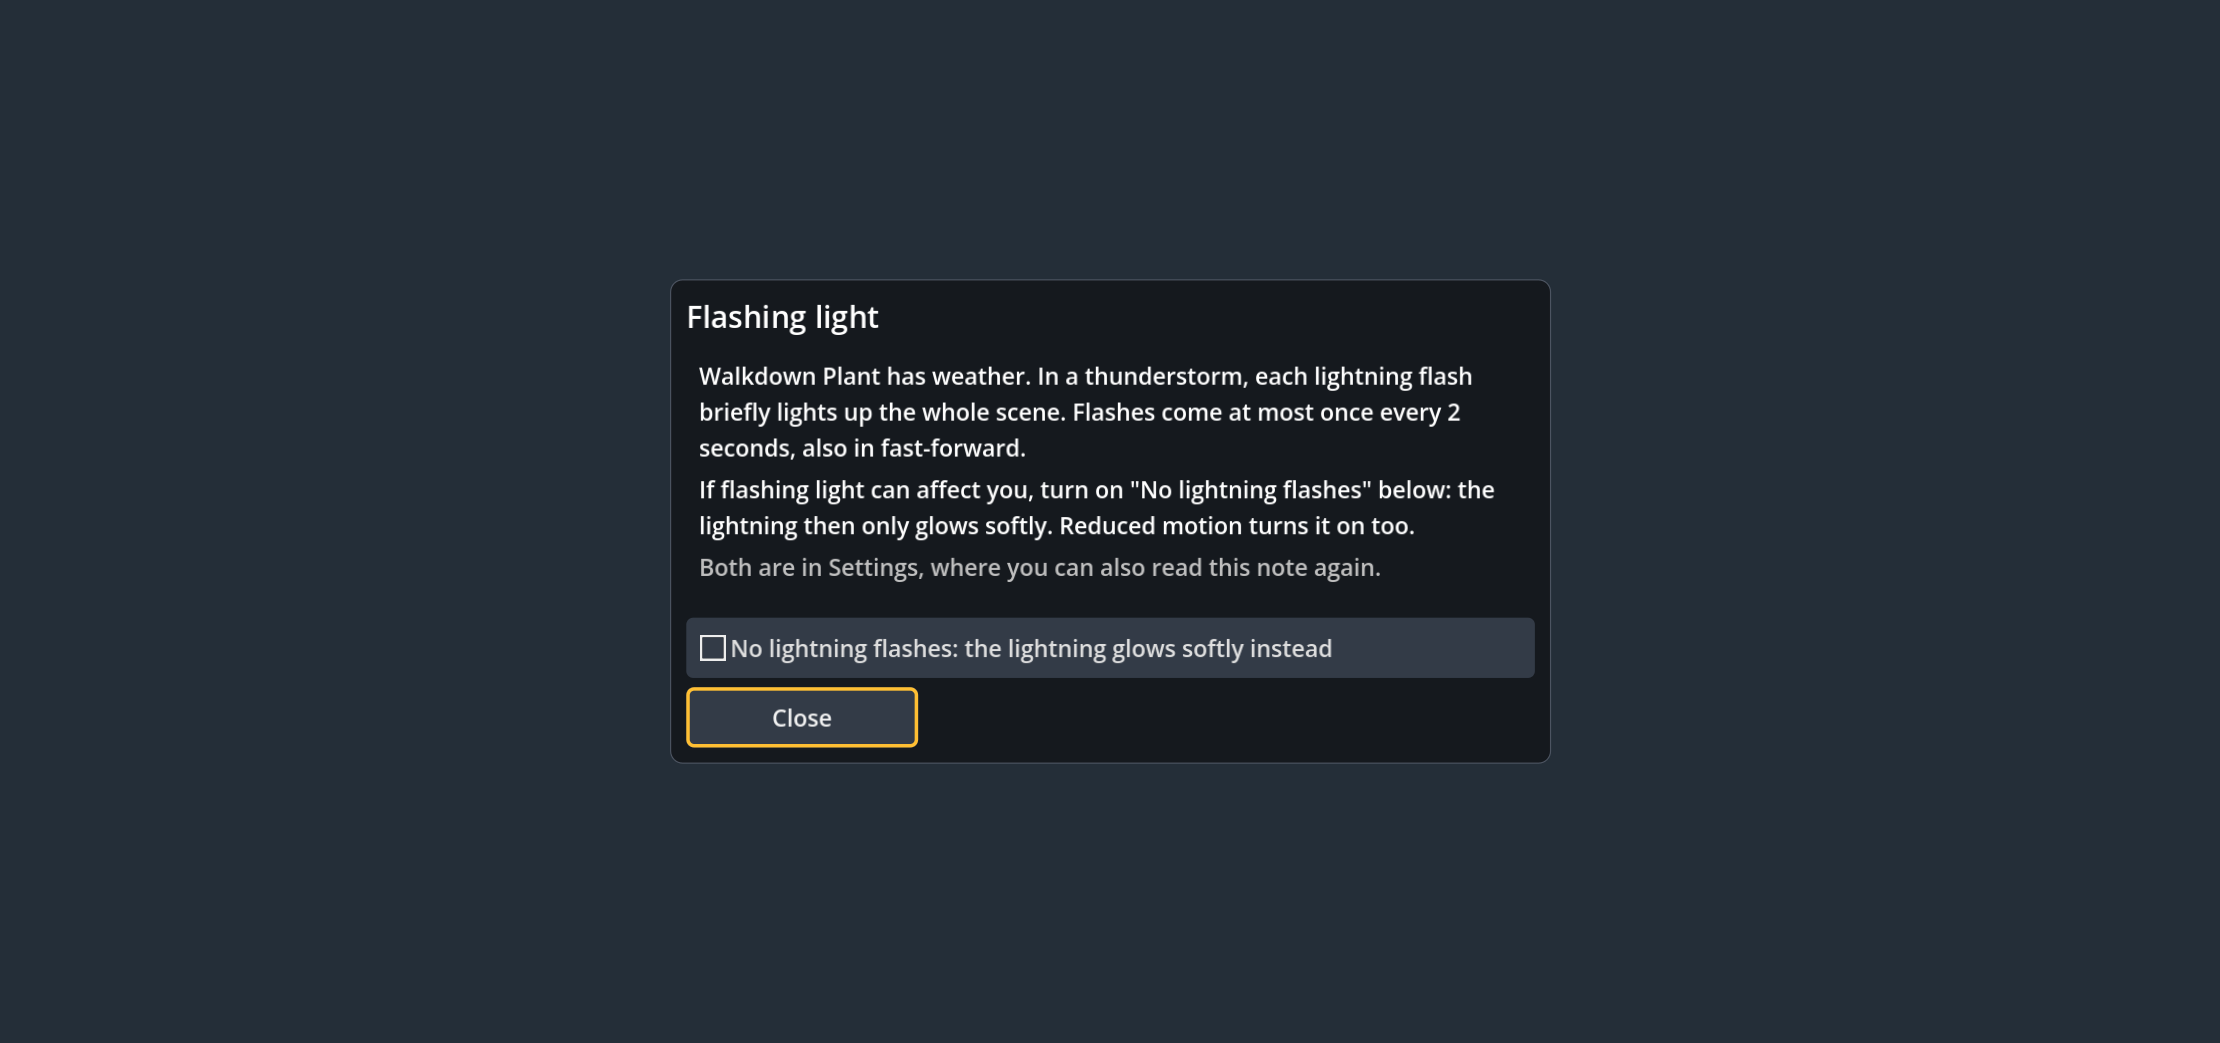 Flashing light
Walkdown Plant has weather. In a thunderstorm, each lightning flash
briefly lights up the whole scene. Flashes come at most once every 2
seconds, also in fast-forward.
If flashing light can affect you, turn on "No lightning flashes" below: the
lightning then only glows softly. Reduced motion turns it on too.
Both are in Settings, where you can also read this note again.
No lightning flashes: the lightning glows softly instead
Close